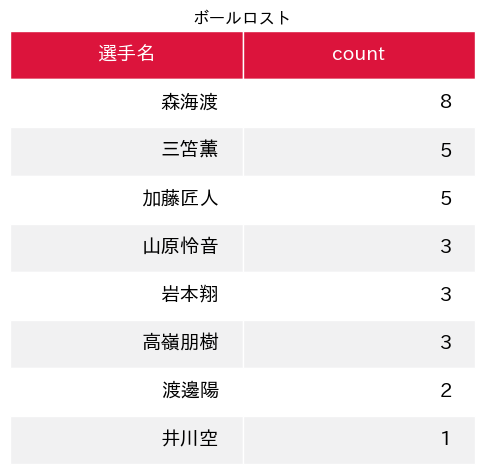 ボールロスト
選手名 count
森海渡 8
三笘薫 5
加藤匠人 5
山原怜音 3
岩本翔 3
高嶺朋樹 3
渡邊陽 2
井川空 1